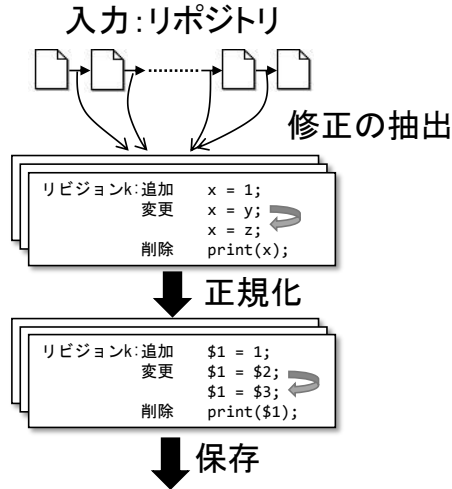 入力:リポジトリ
修正の抽出
リビジョンk:追加 x = 1;
変更 x = y;
x = z;
削除 print(x);
正規化
リビジョンk:追加 $1 = 1;
変更 $1 = $2;
$1 = $3;
削除 print($1);
保存